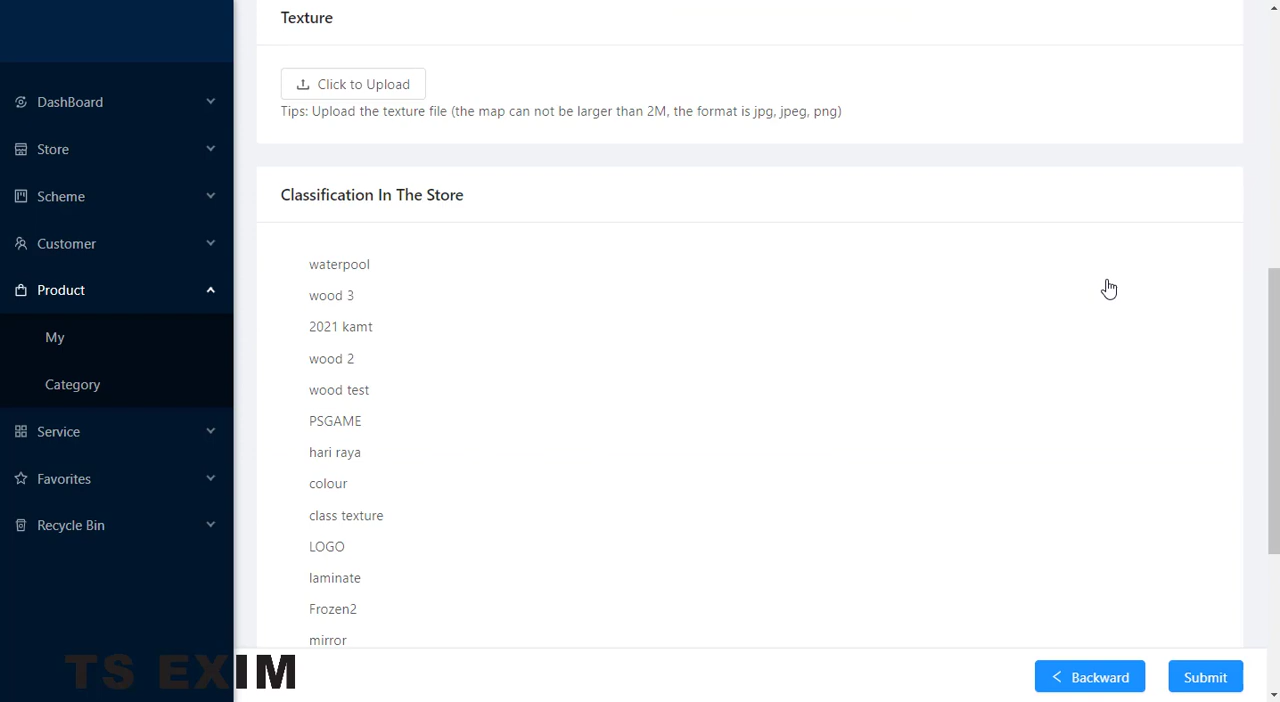 DashBoard
Store
Scheme
Customer
Product
My
Category
Service
Favorites
Recycle Bin
TS EXIM
Texture
Click to Upload
Tips: Upload the texture file (the map can not be larger than 2M, the format is jpg, jpeg, png)
Classification In The Store
waterpool
wood 3
2021 kamt
wood 2
wood test
PSGAME
hari raya
colour
class texture
LOGO
laminate
Frozen2
mirror
Backward
Submit